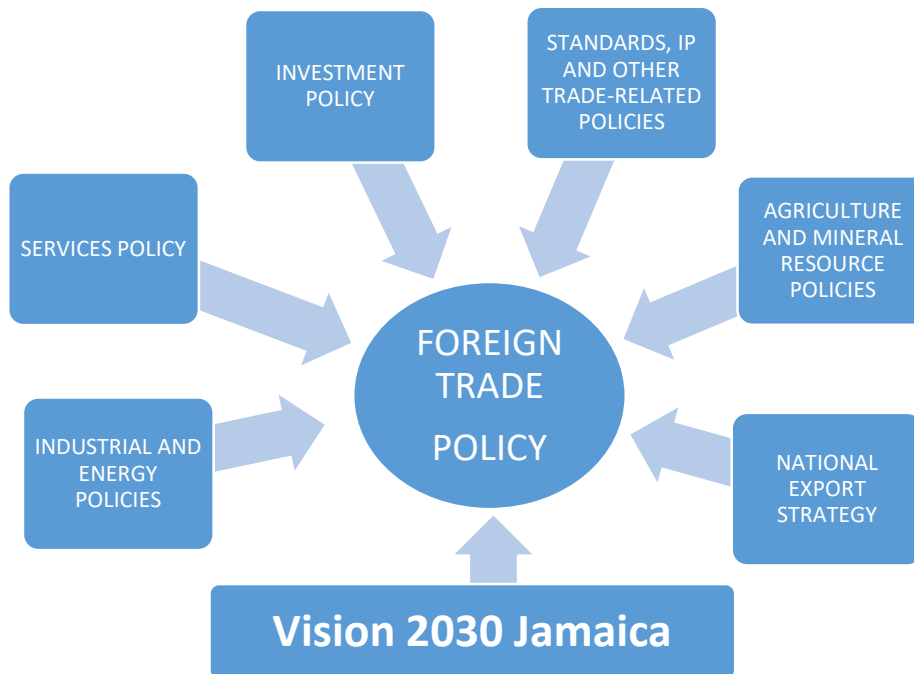 INVESTMENT
POLICY
STANDARDS, IP
AND OTHER
TRADE-RELATED
POLICIES
SERVICES POLICY
AGRICULTURE
AND MINERAL
RESOURCE
POLICIES
FOREIGN
TRADE
POLICY
INDUSTRIAL AND
ENERGY
POLICIES
NATIONAL
EXPORT
STRATEGY
Vision 2030 Jamaica